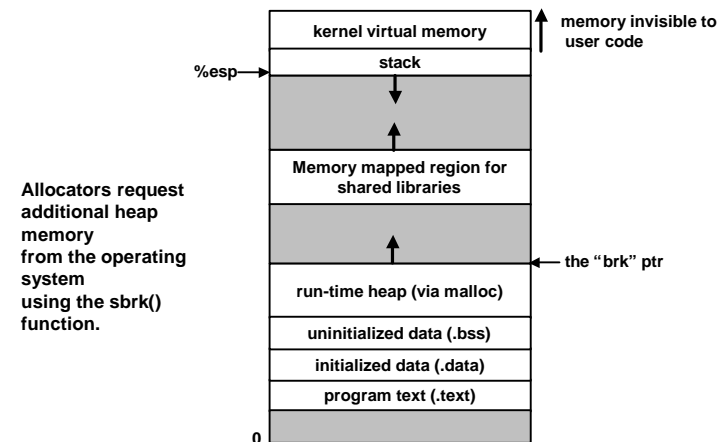 kernel virtual memory
memory invisible to
user code
stack
%esp
Memory mapped region for
shared libraries
Allocators request
additional heap
memory
from the operating
system
using the sbrk()
function.
the “brk” ptr
run-time heap (via malloc)
uninitialized data (.bss)
initialized data (.data)
program text (.text)
0